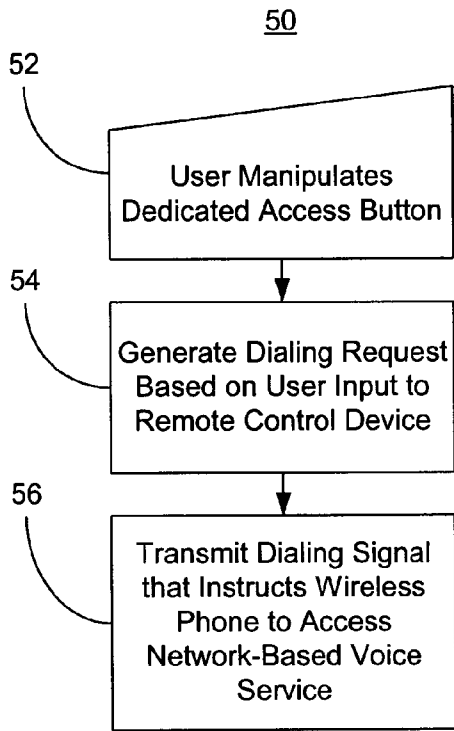 50
52
User Manipulates
Dedicated Access Button
54
Generate Dialing Request
Based on User Input to
Remote Control Device
56
Transmit Dialing Signal
that Instructs Wireless
Phone to Access
Network-Based Voice
Service